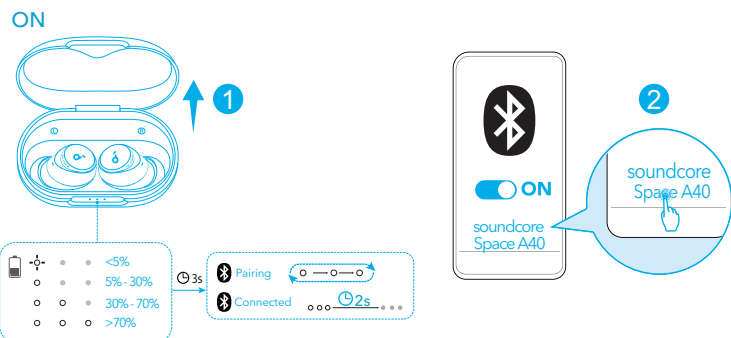 ON
1
L
R
<5%
5% - 30%
30% - 70%
>70%
3s
Pairing
Connected
2s
2
ON
soundcore
Space A40
soundcore
Space A40